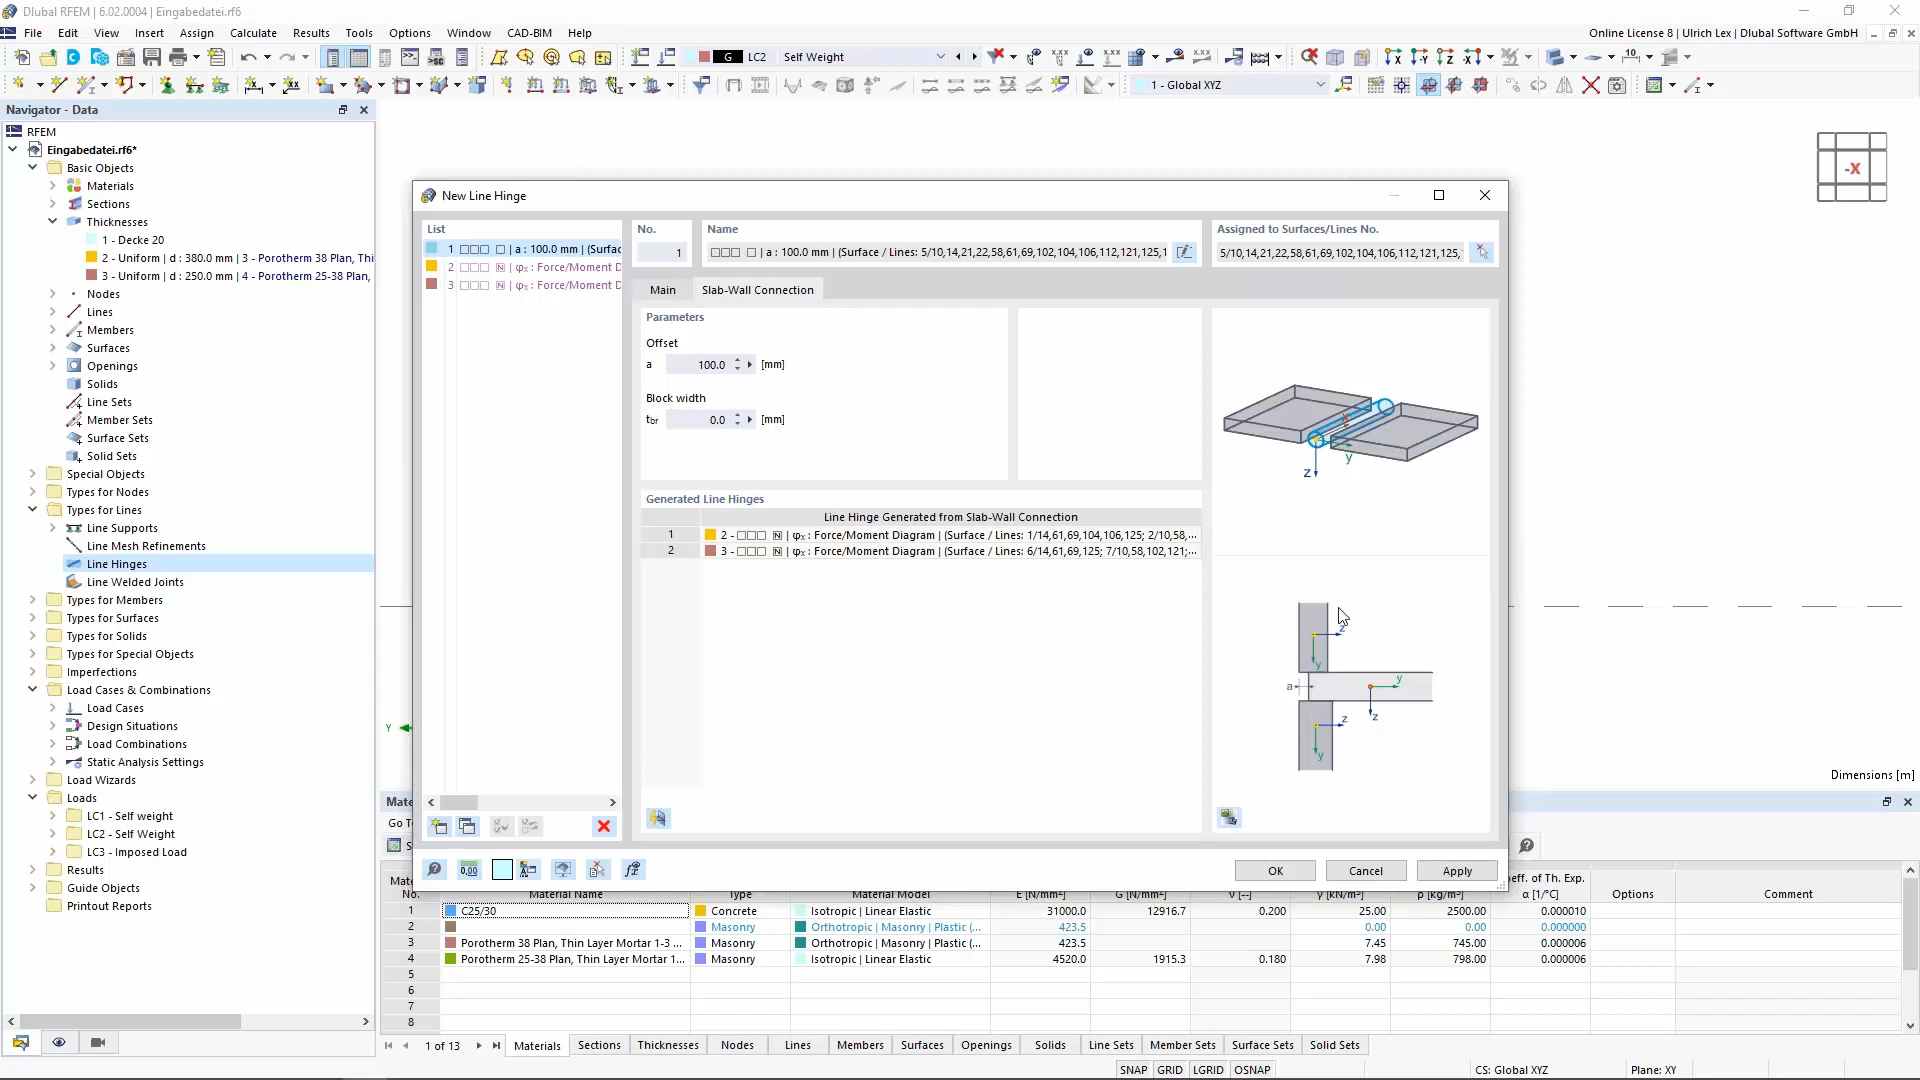 Dlubal RFEM | 6.02.0004 | Eingabedatei.rf6
File Edit View Insert Assign Calculate Results Tools Options Window CAD-BIM Help
Online License 8 | Ulrich Lex | Dlubal Software GmbH
G LC2 Self Weight
1 - Global XYZ
Navigator - Data
RFEM
Eingabedatei.rf6*
Basic Objects
Materials
Sections
Thicknesses
1 - Decke 20
2 - Uniform | d : 380.0 mm | 3 - Porotherm 38 Plan, Thi
3 - Uniform | d : 250.0 mm | 4 - Porotherm 25-38 Plan,
Nodes
Lines
Members
Surfaces
Openings
Solids
Line Sets
Member Sets
Surface Sets
Solid Sets
Special Objects
Types for Nodes
Types for Lines
Line Supports
Line Mesh Refinements
Line Hinges
Line Welded Joints
Types for Members
Types for Surfaces
Types for Solids
Types for Special Objects
Imperfections
Load Cases & Combinations
Load Cases
Design Situations
Load Combinations
Static Analysis Settings
Load Wizards
Loads
LC1 - Self weight
LC2 - Self Weight
LC3 - Imposed Load
Results
Guide Objects
Printout Reports
-X
Y
Dimensions [m]
New Line Hinge
List
1 □□□ □ | a : 100.0 mm | (Surfac
2 □□□ N | φx : Force/Moment D
3 □□□ N | φx : Force/Moment D
No.
1
Name
□□□ □ | a : 100.0 mm | (Surface / Lines: 5/10,14,21,22,58,61,69,102,104,106,112,121,125,1
Assigned to Surfaces/Lines No.
5/10,14,21,22,58,61,69,102,104,106,112,121,125,
Main Slab-Wall Connection
Parameters
Offset
a 100.0 [mm]
Block width
tbr 0.0 [mm]
Generated Line Hinges
Line Hinge Generated from Slab-Wall Connection
1 2 - □□□ N | φx : Force/Moment Diagram | (Surface / Lines: 1/14,61,69,104,106,125; 2/10,58,...
2 3 - □□□ N | φx : Force/Moment Diagram | (Surface / Lines: 6/14,61,69,125; 7/10,58,102,121;...
x
y
z
z
y
a
y
z
z
y
OK Cancel Apply
Mate
Go T
S
Mate
No. Material Name Type Material Model E [N/mm²] G [N/mm²] ν [--] γ [kN/m³] ρ [kg/m³] oeff. of Th. Exp.
α [1/°C] Options Comment
1 C25/30 Concrete Isotropic | Linear Elastic 31000.0 12916.7 0.200 25.00 2500.00 0.000010
2 Masonry Orthotropic | Masonry | Plastic (... 423.5 0.00 0.00 0.000000
3 Porotherm 38 Plan, Thin Layer Mortar 1-3 ... Masonry Orthotropic | Masonry | Plastic (... 423.5 7.45 745.00 0.000006
4 Porotherm 25-38 Plan, Thin Layer Mortar 1... Masonry Isotropic | Linear Elastic 4520.0 1915.3 0.180 7.98 798.00 0.000006
5
6
7
8
1 of 13 Materials Sections Thicknesses Nodes Lines Members Surfaces Openings Solids Line Sets Member Sets Surface Sets Solid Sets
SNAP GRID LGRID OSNAP CS: Global XYZ Plane: XY